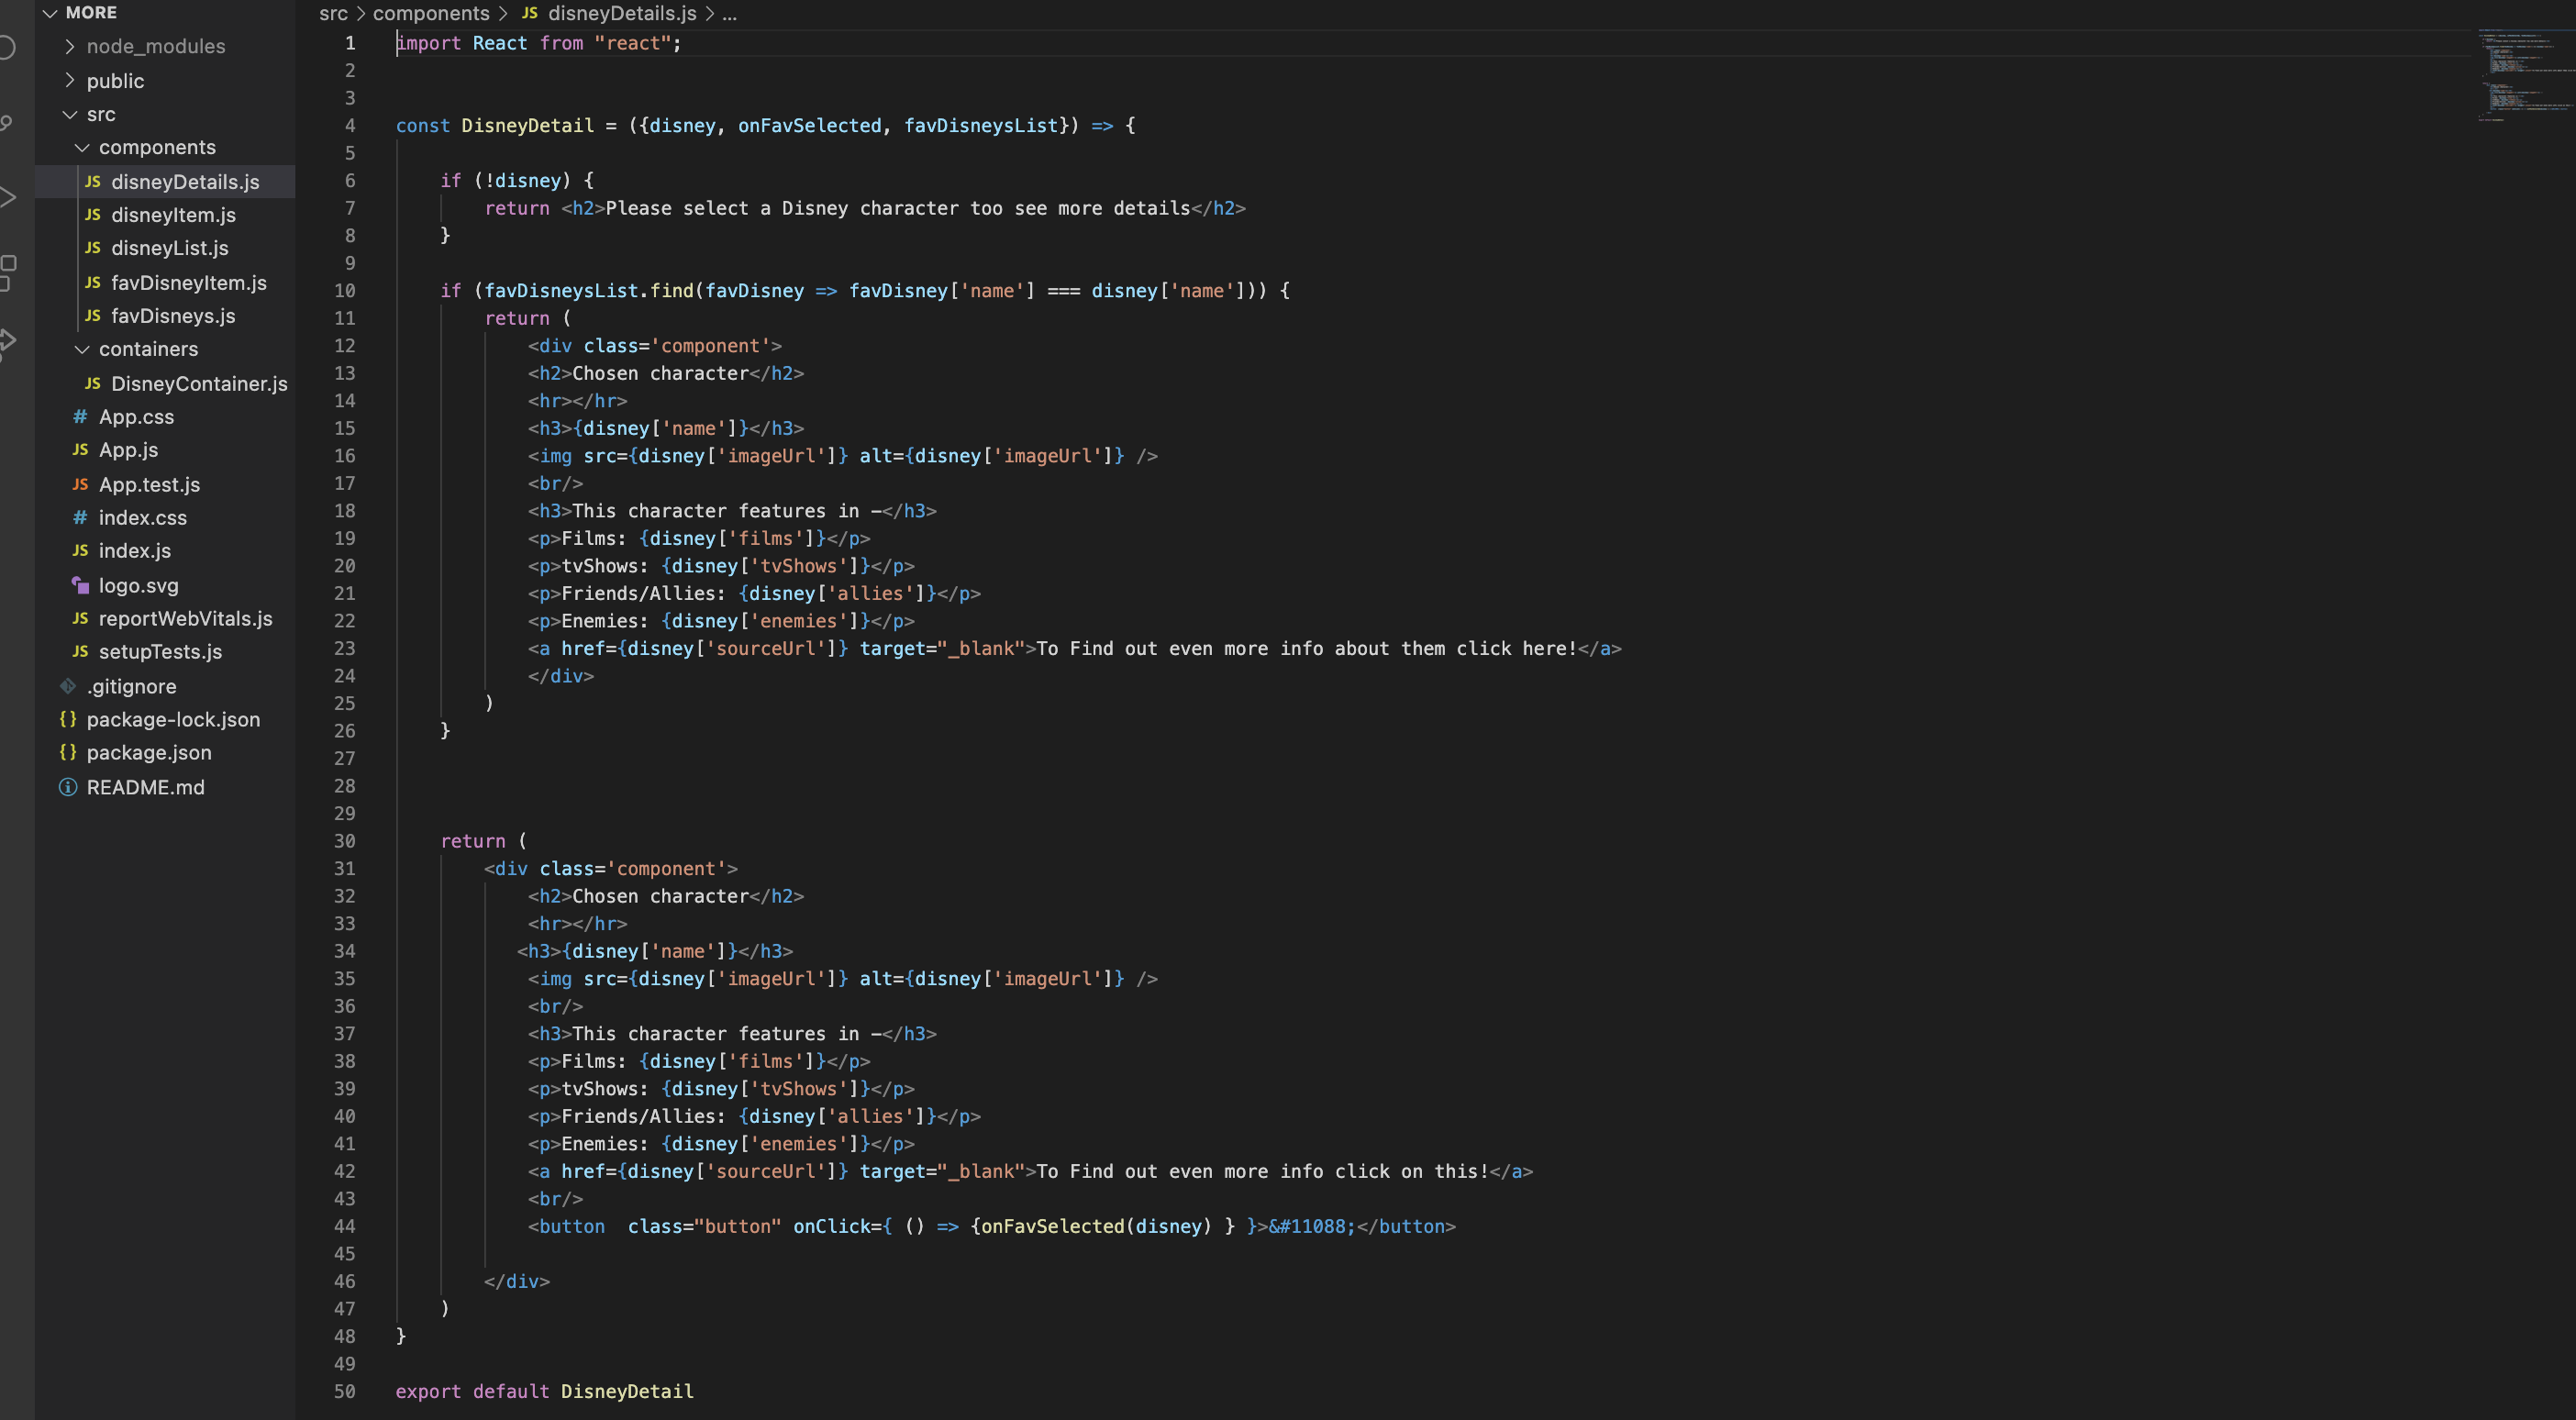 MORE
node_modules
public
src
components
JS disneyDetails.js
JS disneyItem.js
JS disneyList.js
JS favDisneyItem.js
JS favDisneys.js
containers
JS DisneyContainer.js
# App.css
JS App.js
JS App.test.js
# index.css
JS index.js
logo.svg
JS reportWebVitals.js
JS setupTests.js
.gitignore
{} package-lock.json
{} package.json
README.md
src > components > JS disneyDetails.js > ...
1 import React from "react";
2
3
4 const DisneyDetail = ({disney, onFavSelected, favDisneysList}) => {
5
6     if (!disney) {
7         return <h2>Please select a Disney character too see more details</h2>
8     }
9
10     if (favDisneysList.find(favDisney => favDisney['name'] === disney['name'])) {
11         return (
12             <div class='component'>
13             <h2>Chosen character</h2>
14             <hr></hr>
15             <h3>{disney['name']}</h3>
16             <img src={disney['imageUrl']} alt={disney['imageUrl']} />
17             <br/>
18             <h3>This character features in –</h3>
19             <p>Films: {disney['films']}</p>
20             <p>tvShows: {disney['tvShows']}</p>
21             <p>Friends/Allies: {disney['allies']}</p>
22             <p>Enemies: {disney['enemies']}</p>
23             <a href={disney['sourceUrl']} target="_blank">To Find out even more info about them click here!</a>
24             </div>
25         )
26     }
27
28
29
30     return (
31         <div class='component'>
32             <h2>Chosen character</h2>
33             <hr></hr>
34            <h3>{disney['name']}</h3>
35             <img src={disney['imageUrl']} alt={disney['imageUrl']} />
36             <br/>
37             <h3>This character features in –</h3>
38             <p>Films: {disney['films']}</p>
39             <p>tvShows: {disney['tvShows']}</p>
40             <p>Friends/Allies: {disney['allies']}</p>
41             <p>Enemies: {disney['enemies']}</p>
42             <a href={disney['sourceUrl']} target="_blank">To Find out even more info click on this!</a>
43             <br/>
44             <button  class="button" onClick={ () => {onFavSelected(disney) } }>&#11088;</button>
45
46         </div>
47     )
48 }
49
50 export default DisneyDetail